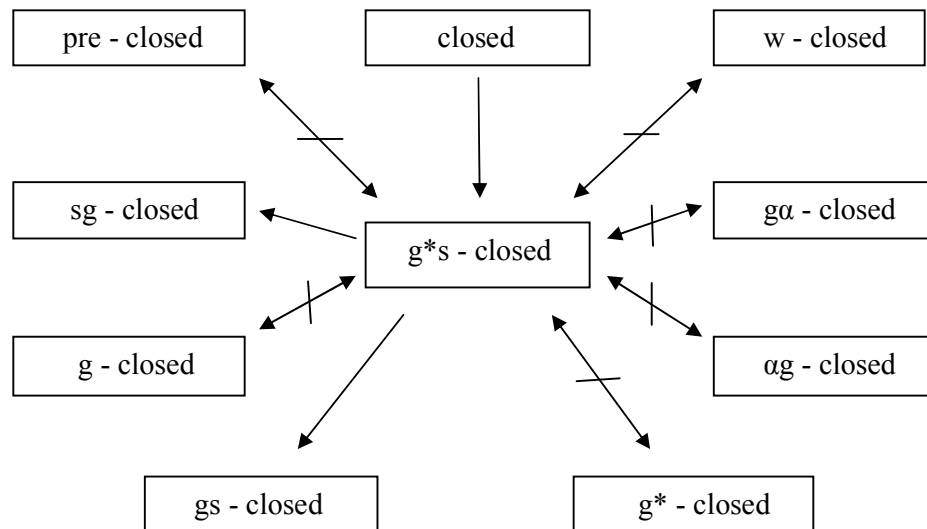 pre - closed
closed
w - closed
sg - closed
gα - closed
g*s - closed
g - closed
αg - closed
gs - closed
g* - closed